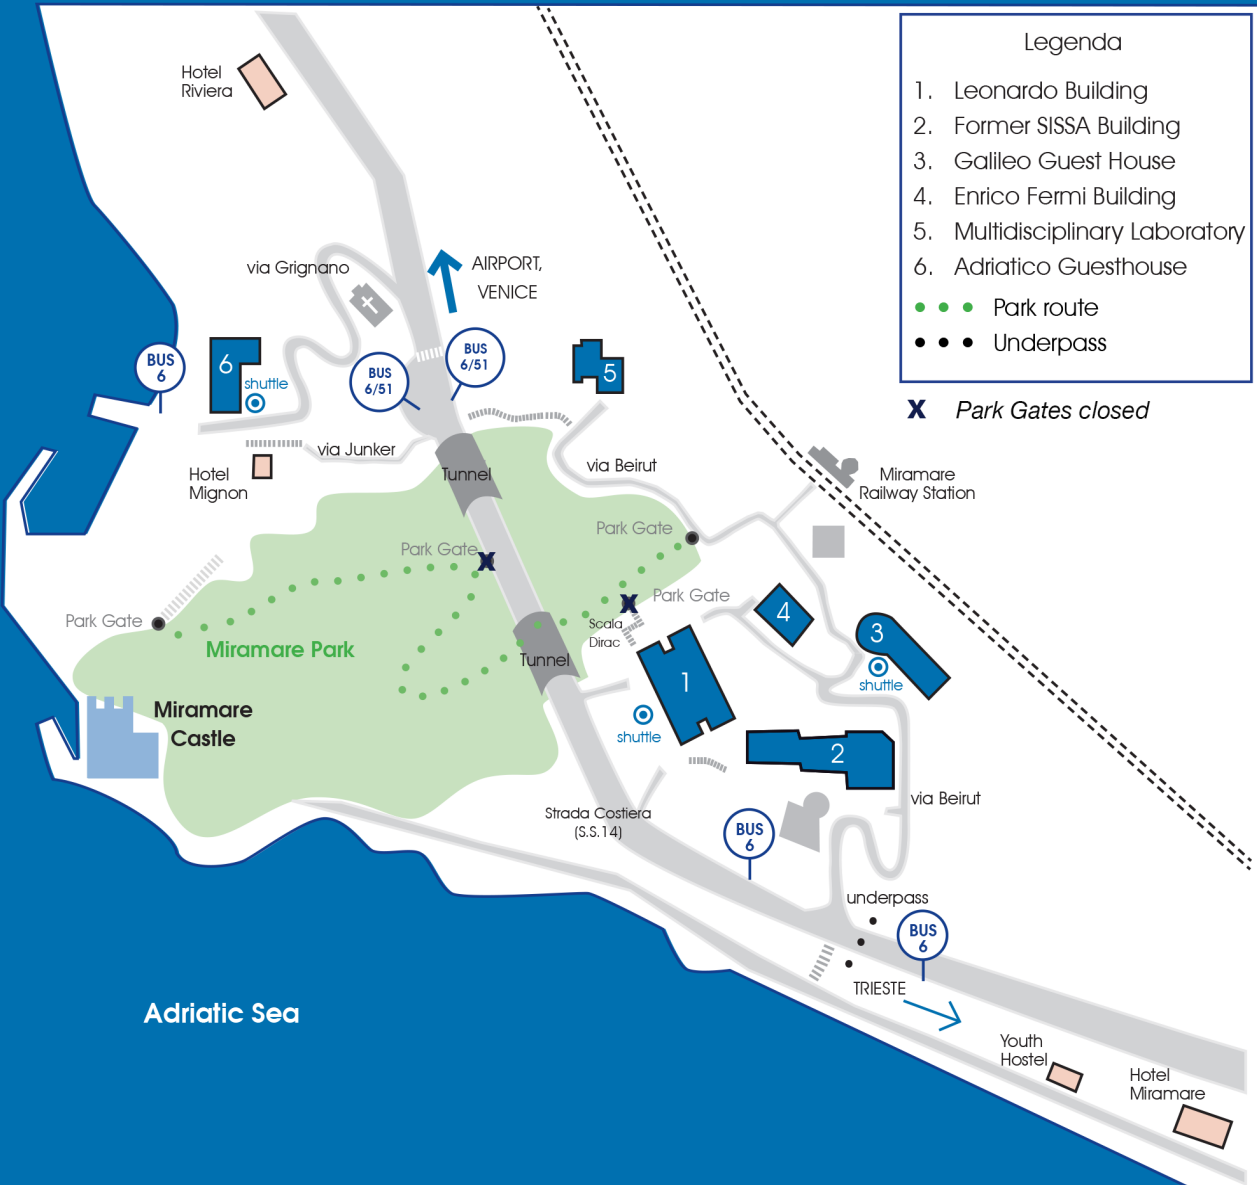 Legenda
1. Leonardo Building
2. Former SISSA Building
3. Galileo Guest House
4. Enrico Fermi Building
5. Multidisciplinary Laboratory
6. Adriatico Guesthouse
Park route
Underpass
X Park Gates closed
Hotel
Riviera
via Grignano
AIRPORT,
VENICE
BUS
6
6
shuttle
BUS
6/51
BUS
6/51
5
via Junker
Hotel
Mignon
Tunnel
via Beirut
Miramare
Railway Station
Park Gate
Park Gate
X
Park Gate
X
Park Gate
Scala
Dirac
4
3
shuttle
Miramare Park
Tunnel
1
shuttle
Miramare
Castle
2
via Beirut
Strada Costiera
(S.S.14)
BUS
6
underpass
BUS
6
TRIESTE
Adriatic Sea
Youth
Hostel
Hotel
Miramare